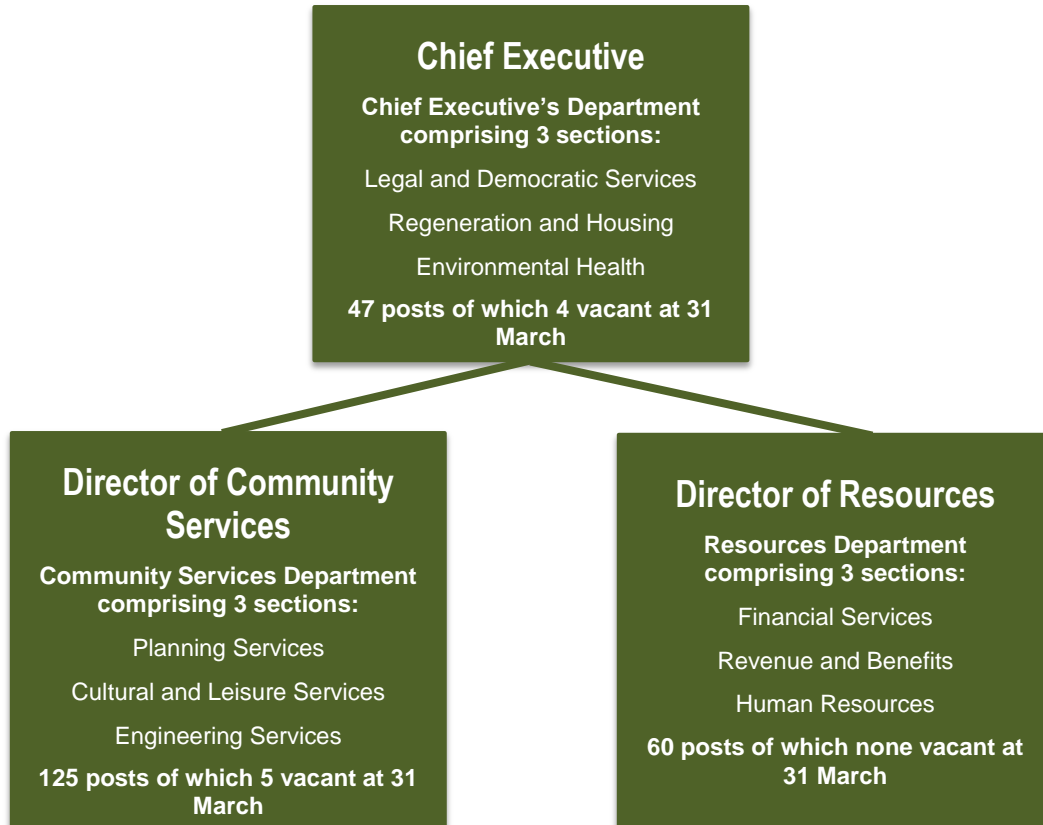 Chief Executive
Chief Executive’s Department
comprising 3 sections:
Legal and Democratic Services
Regeneration and Housing
Environmental Health
47 posts of which 4 vacant at 31
March
Director of Community
Services
Community Services Department
comprising 3 sections:
Planning Services
Cultural and Leisure Services
Engineering Services
125 posts of which 5 vacant at 31
March
Director of Resources
Resources Department
comprising 3 sections:
Financial Services
Revenue and Benefits
Human Resources
60 posts of which none vacant at
31 March